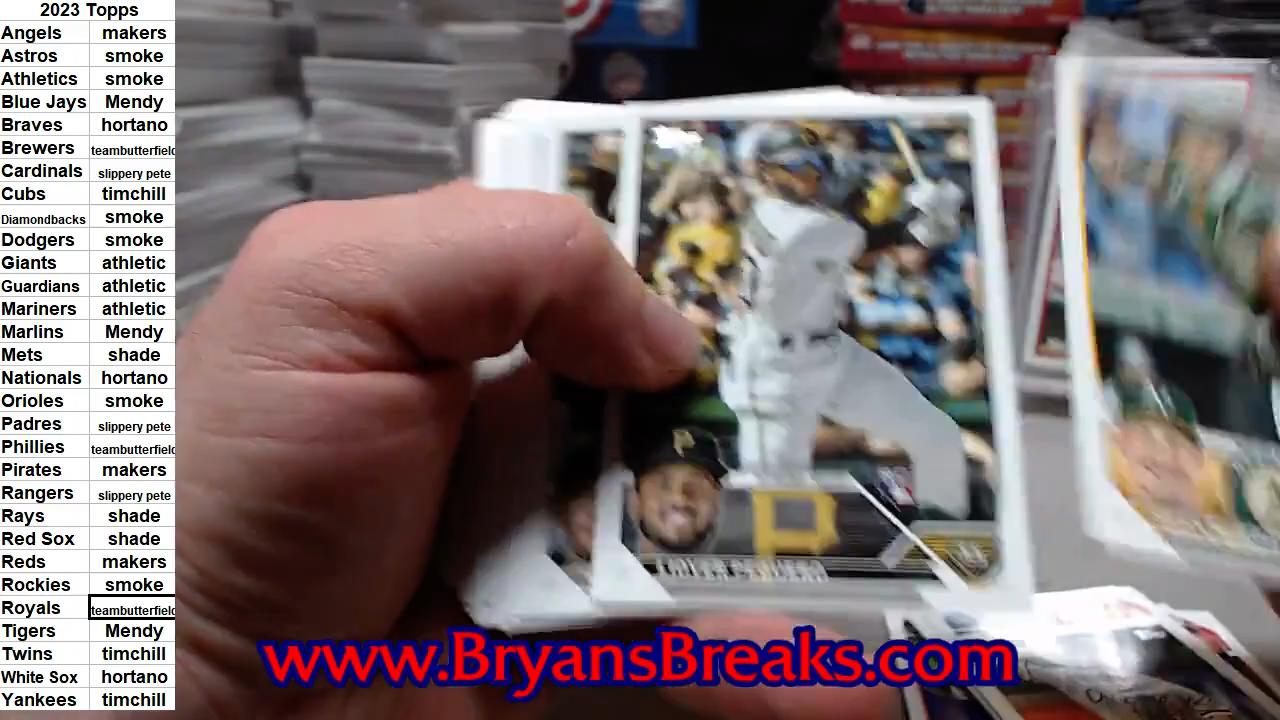 2023 Topps
Angels makers
Astros smoke
Athletics smoke
Blue Jays Mendy
Braves hortano
Brewers teambutterfield
Cardinals slippery pete
Cubs timchill
Diamondbacks smoke
Dodgers smoke
Giants athletic
Guardians athletic
Mariners athletic
Marlins Mendy
Mets shade
Nationals hortano
Orioles smoke
Padres slippery pete
Phillies teambutterfield
Pirates makers
Rangers slippery pete
Rays shade
Red Sox shade
Reds makers
Rockies smoke
Royals teambutterfield
Tigers Mendy
Twins timchill
White Sox hortano
Yankees timchill
P
P
www.BryansBreaks.com